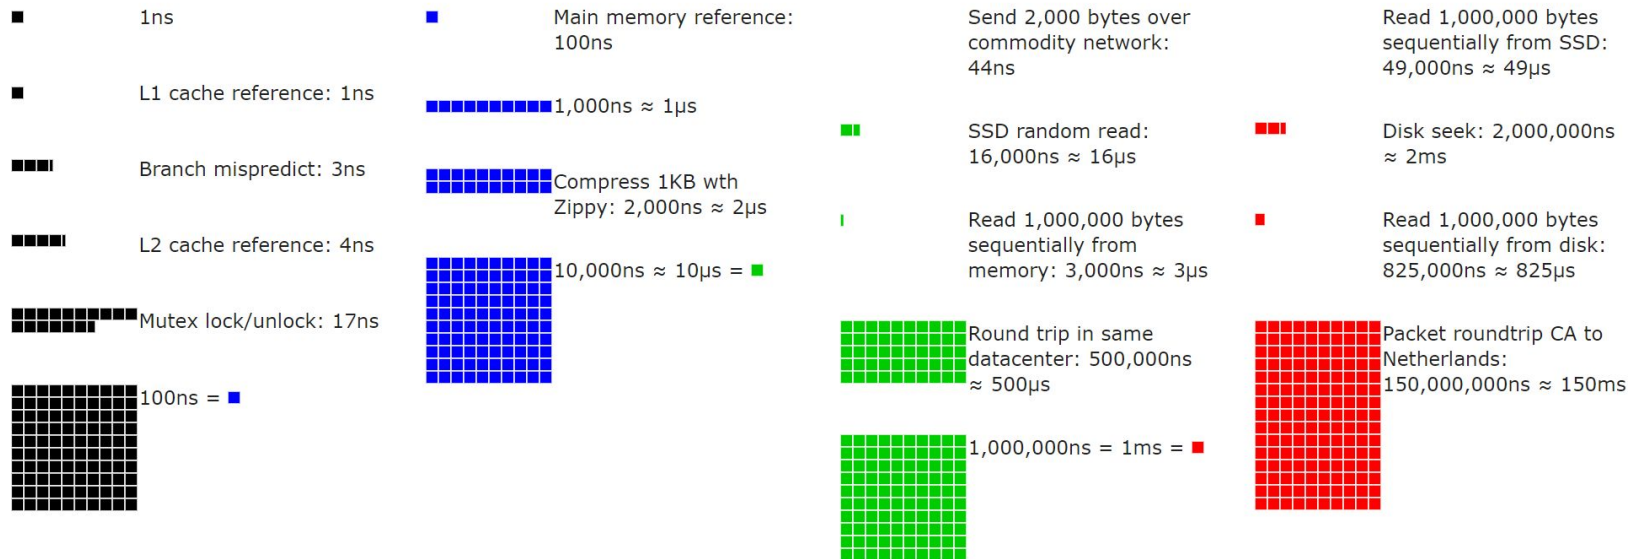 1ns
L1 cache reference: 1ns
Branch mispredict: 3ns
L2 cache reference: 4ns
Mutex lock/unlock: 17ns
100ns =
Main memory reference:
100ns
1,000ns ≈ 1μs
Compress 1KB wth
Zippy: 2,000ns ≈ 2μs
10,000ns ≈ 10μs =
Send 2,000 bytes over
commodity network:
44ns
SSD random read:
16,000ns ≈ 16μs
Read 1,000,000 bytes
sequentially from
memory: 3,000ns ≈ 3μs
Round trip in same
datacenter: 500,000ns
≈ 500μs
1,000,000ns = 1ms =
Read 1,000,000 bytes
sequentially from SSD:
49,000ns ≈ 49μs
Disk seek: 2,000,000ns
≈ 2ms
Read 1,000,000 bytes
sequentially from disk:
825,000ns ≈ 825μs
Packet roundtrip CA to
Netherlands:
150,000,000ns ≈ 150ms